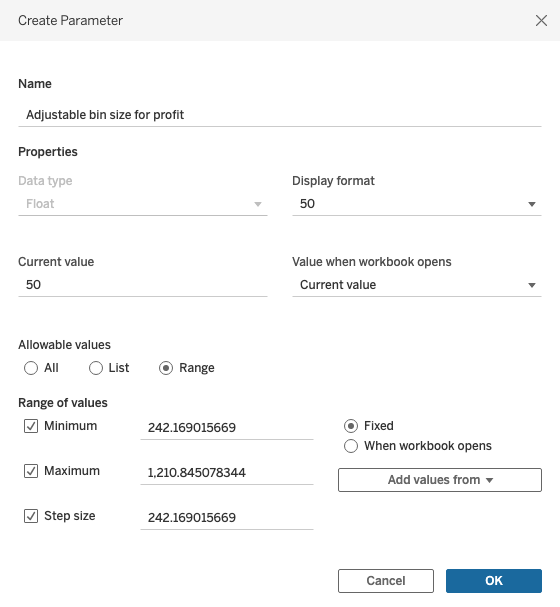 Create Parameter
Name
Adjustable bin size for profit
Properties
Data type
Display format
Float
50
Current value
Value when workbook opens
50
Current value
Allowable values
All
List
Range
Range of values
Minimum
242.169015669
Fixed
When workbook opens
Maximum
1,210.845078344
Add values from
Step size
242.169015669
Cancel
OK